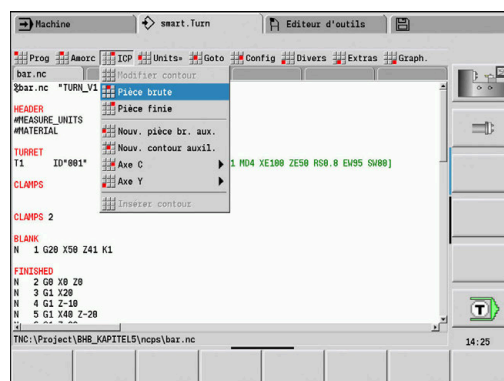 Machine smart.Turn Editeur d'outils
Prog Amorc ICP Units» Goto Config Divers Extras Graph.
bar.nc
Modifier contour
bar.nc "TURN_V1
Pièce brute
HEADER
Pièce finie
#MEASURE_UNITS
#MATERIAL
Nouv. pièce br. aux.
TURRET
Nouv. contour auxil.
T1 ID"001" 1 MD4 XE100 ZE50 RS0.8 EW95 SW80]
Axe C
CLAMPS
Axe Y
Insérer contour
CLAMPS 2
BLANK
N 1 G20 X50 Z41 K1
FINISHED
N 2 G0 X0 Z0
N 3 G1 X20
N 4 G1 Z-10
N 5 G1 X40 Z-20
TNC:\Project\BHB_KAPITEL5\ncps\bar.nc
T
14:25